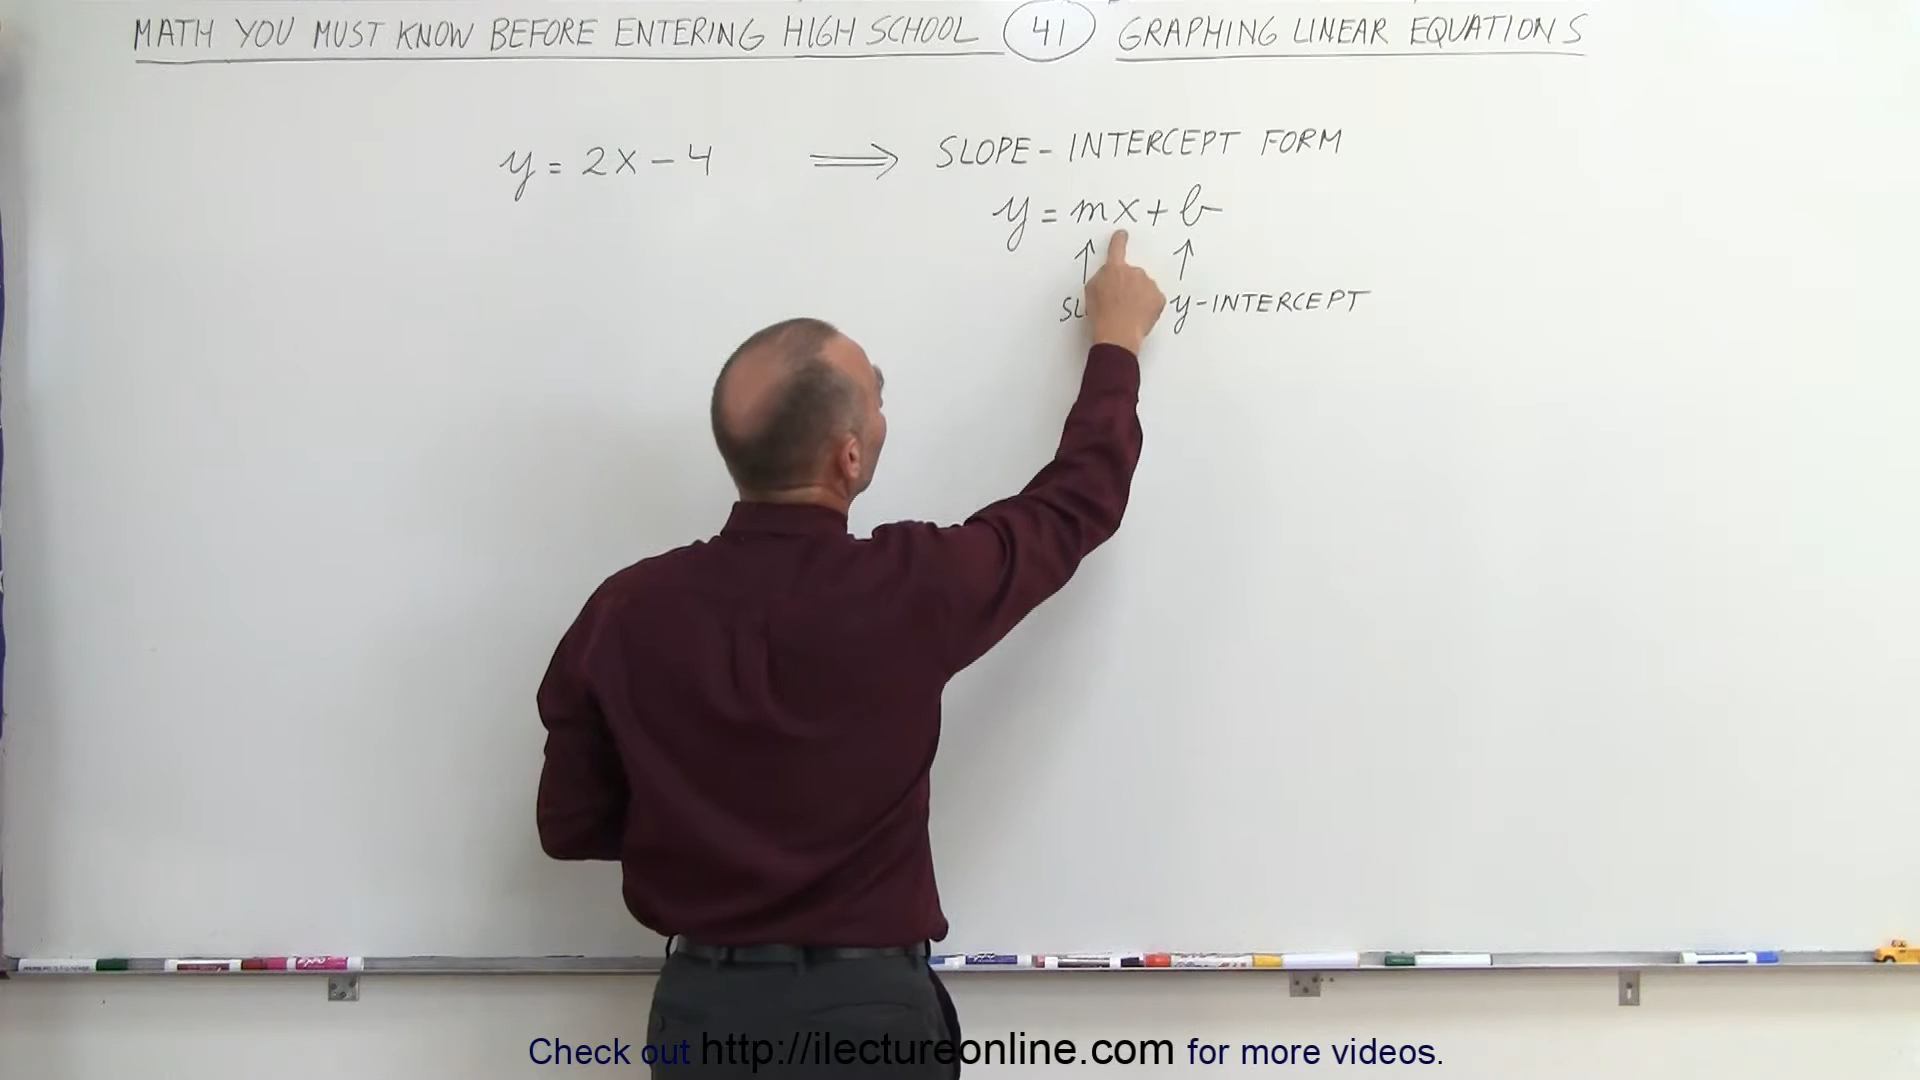 MATH YOU MUST KNOW BEFORE ENTERING HIGH SCHOOL 41 GRAPHING LINEAR EQUATIONS
y = 2x - 4 ⟹ SLOPE - INTERCEPT FORM
y = mx + b
↑ ↑
y-INTERCEPT
Check out http://ilectureonline.com for more videos.